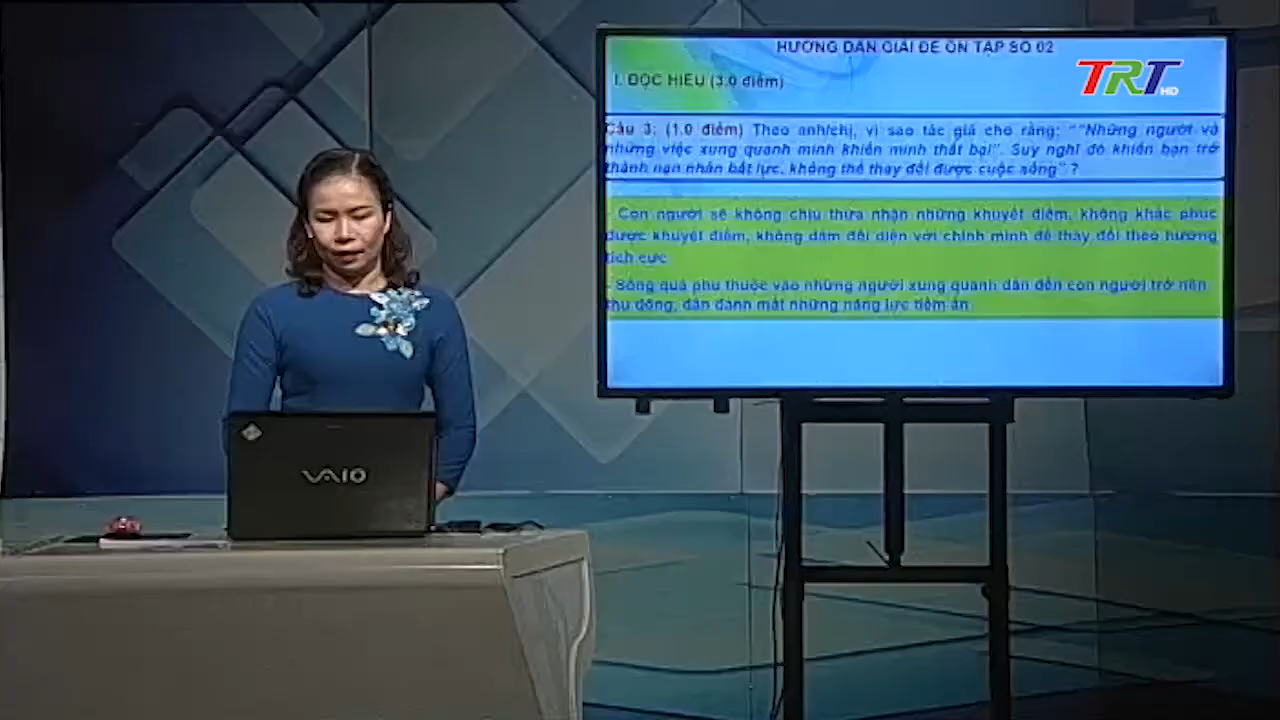 HƯỚNG DẪN GIẢI ĐỀ ÔN TẬP SỐ 02
TRT HD
I. ĐỌC HIỂU (3.0 điểm)
Câu 3: (1.0 điểm) Theo anh/chị, vì sao tác giả cho rằng: ““Những người và
những việc xung quanh mình khiến mình thất bại”. Suy nghĩ đó khiến bạn trở
thành nạn nhân bất lực, không thể thay đổi được cuộc sống” ?
- Con người sẽ không chịu thừa nhận những khuyết điểm, không khắc phục
được khuyết điểm, không dám đối diện với chính mình để thay đổi theo hướng
tích cực
- Sống quá phụ thuộc vào những người xung quanh dẫn đến con người trở nên
thụ động, dần đánh mất những năng lực tiềm ẩn
VAIO